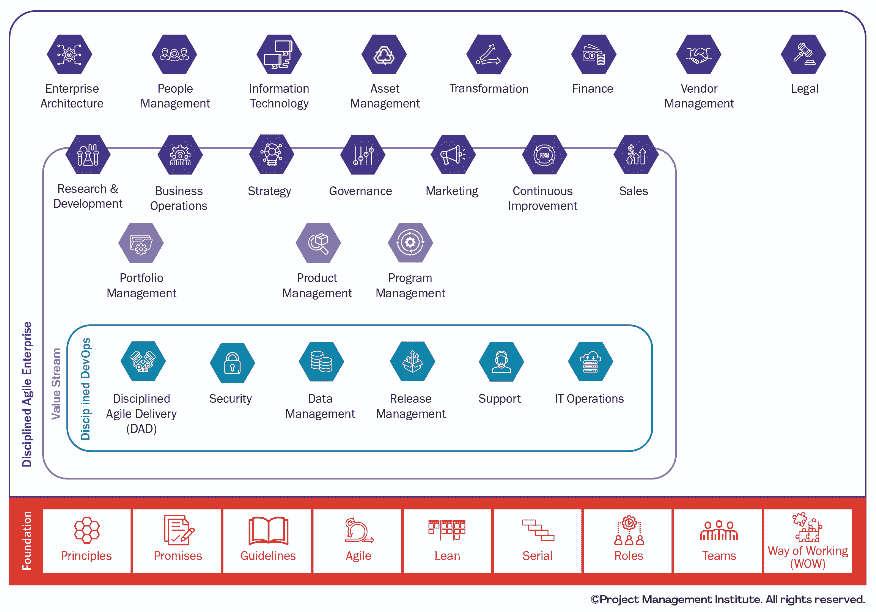 Enterprise
Architecture
People
Management
Information
Technology
Asset
Management
Transformation
Finance
Vendor
Management
Legal
Research &
Development
Business
Operations
Strategy
Governance
Marketing
Continuous
Improvement
Sales
Portfolio
Management
Product
Management
Program
Management
Disciplined Agile Enterprise
Value Stream
Disciplined DevOps
Disciplined
Agile Delivery
(DAD)
Security
Data
Management
Release
Management
Support
IT Operations
Foundation
Principles
Promises
Guidelines
Agile
Lean
Serial
Roles
Teams
Way of Working
(WOW)
©Project Management Institute. All rights reserved.